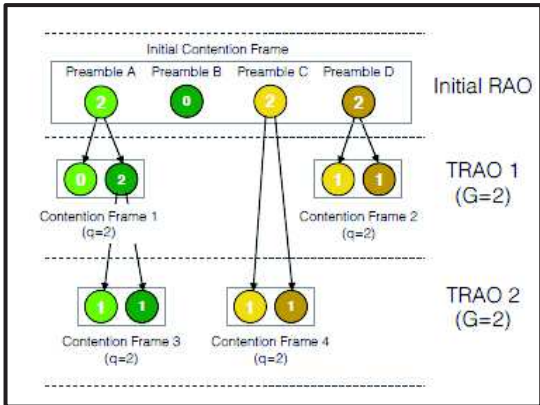 Initial Contention Frame
Preamble A Preamble B Preamble C Preamble D
2 0 2 2
Initial RAO
0 2 1 1
TRAO 1
(G=2)
Contention Frame 1
(q=2)
Contention Frame 2
(q=2)
1 1 1 1
TRAO 2
(G=2)
Contention Frame 3
(q=2)
Contention Frame 4
(q=2)